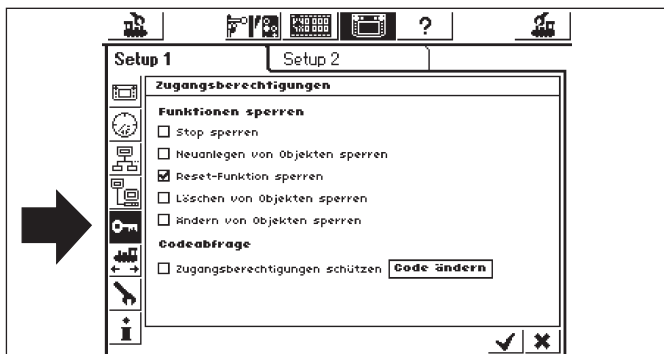 ?
Setup 1
Setup 2
Zugangsberechtigungen
Funktionen sperren
Stop sperren
Neuanlegen von Objekten sperren
Reset-Funktion sperren
Löschen von Objekten sperren
Ändern von Objekten sperren
Codeabfrage
Zugangsberechtigungen schützen Code ändern
i